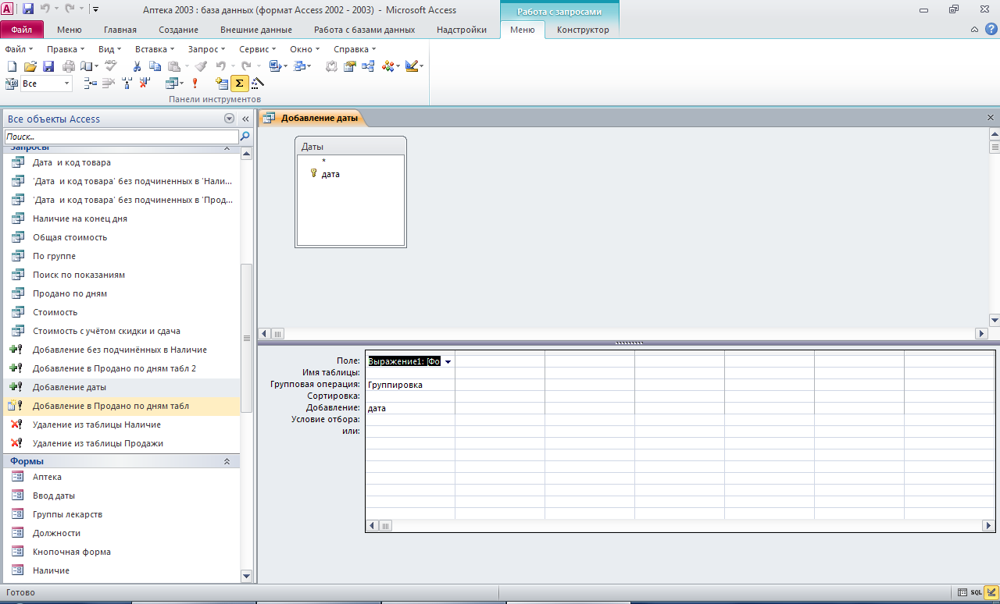 Аптека 2003 : база данных (формат Access 2002 - 2003) - Microsoft Access
Работа с запросами
Файл Меню Главная Создание Внешние данные Работа с базами данных Надстройки Меню Конструктор
Файл Правка Вид Вставка Запрос Сервис Окно Справка
Все
Панели инструментов
Все объекты Access
Добавление даты
Поиск...
Запросы
Дата и код товара
'Дата и код товара' без подчиненных в 'Нали...
'Дата и код товара' без подчиненных в 'Прод...
Наличие на конец дня
Общая стоимость
По группе
Поиск по показаниям
Продано по дням
Стоимость
Стоимость с учётом скидки и сдача
Добавление без подчинённых в Наличие
Добавление в Продано по дням табл 2
Добавление даты
Добавление в Продано по дням табл
Удаление из таблицы Наличие
Удаление из таблицы Продажи
Формы
Аптека
Ввод даты
Группы лекарств
Должности
Кнопочная форма
Наличие
Даты
*
дата
Поле: Выражение1: [Фо
Имя таблицы:
Групповая операция: Группировка
Сортировка:
Добавление: дата
Условие отбора:
или:
Готово
SQL